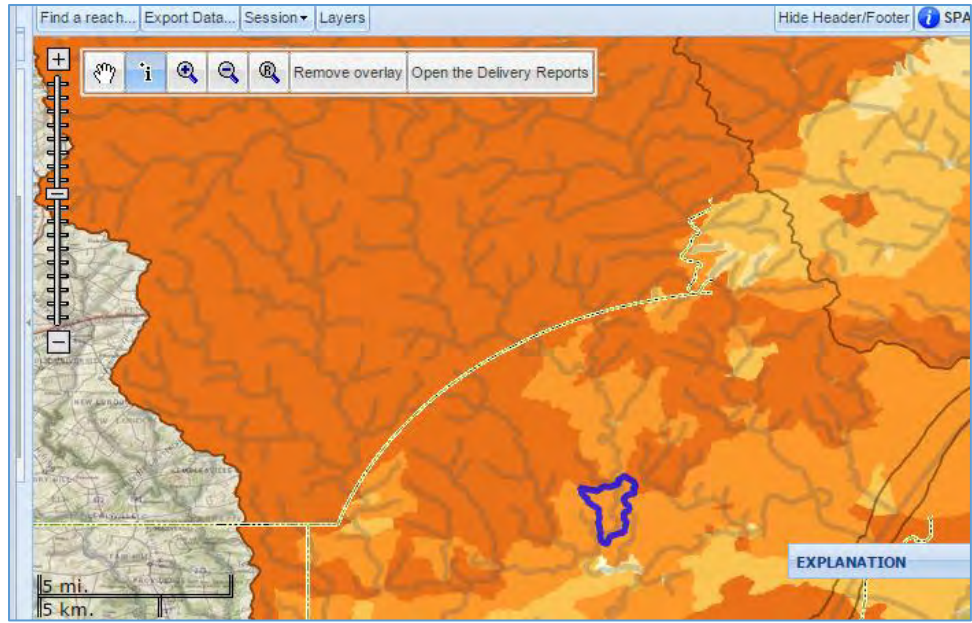 Find a reach... Export Data... Session Layers Hide Header/Footer i SPA
+ i R Remove overlay Open the Delivery Reports
−
EXPLANATION
5 mi.
5 km.